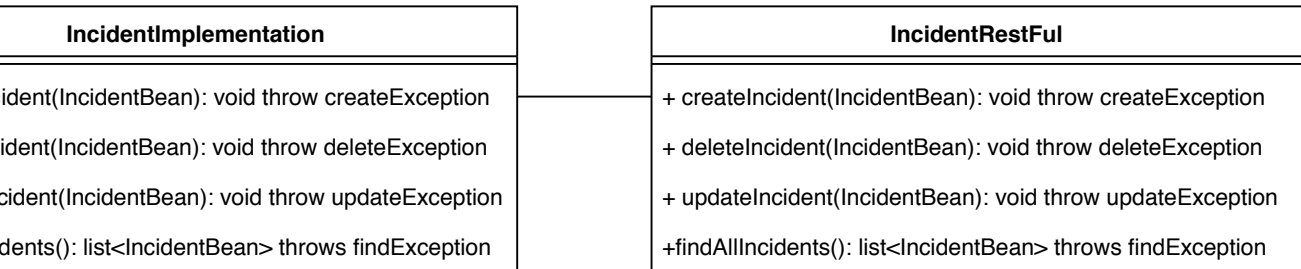 IncidentImplementation
ident(IncidentBean): void throw createException
ident(IncidentBean): void throw deleteException
cident(IncidentBean): void throw updateException
dents(): list<IncidentBean> throws findException
IncidentRestFul
+ createIncident(IncidentBean): void throw createException
+ deleteIncident(IncidentBean): void throw deleteException
+ updateIncident(IncidentBean): void throw updateException
+findAllIncidents(): list<IncidentBean> throws findException